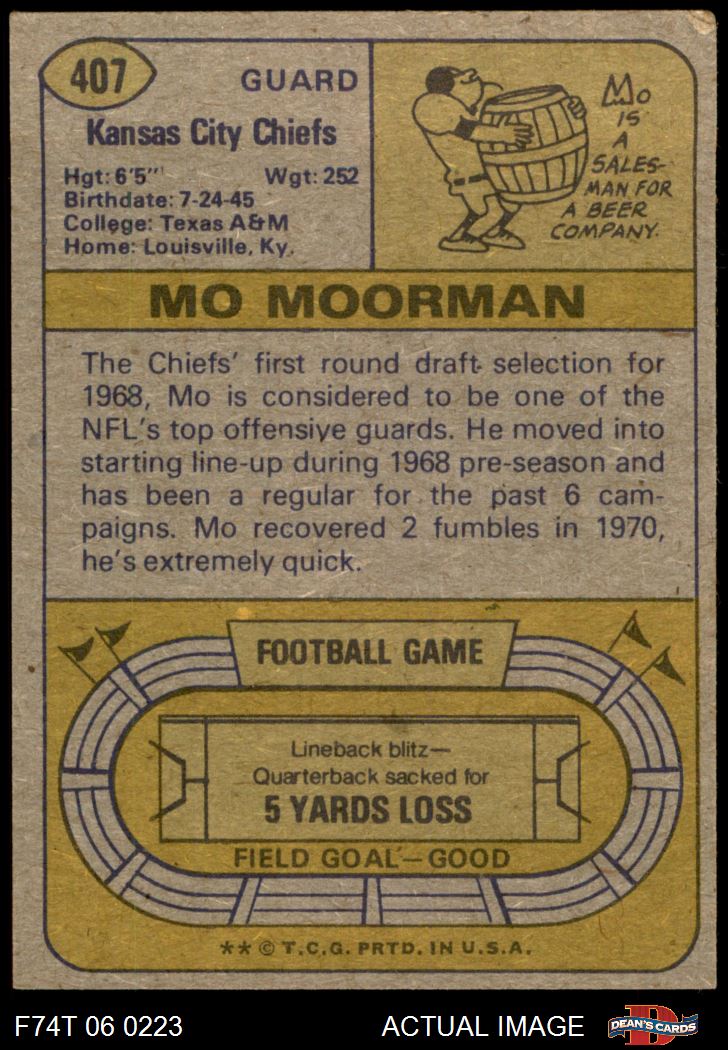 407
GUARD
Kansas City Chiefs
Hgt: 6'5" Wgt: 252
Birthdate: 7-24-45
College: Texas A&M
Home: Louisville, Ky.
Mo
IS
A
SALES-
MAN FOR
A BEER
COMPANY.
MO MOORMAN
The Chiefs' first round draft selection for
1968, Mo is considered to be one of the
NFL's top offensive guards. He moved into
starting line-up during 1968 pre-season and
has been a regular for the past 6 cam-
paigns. Mo recovered 2 fumbles in 1970,
he's extremely quick.
FOOTBALL GAME
Lineback blitz—
Quarterback sacked for
5 YARDS LOSS
FIELD GOAL—GOOD
** © T.C.G. PRTD. IN U.S.A.
F74T 06 0223 ACTUAL IMAGE
D
DEAN'S CARDS